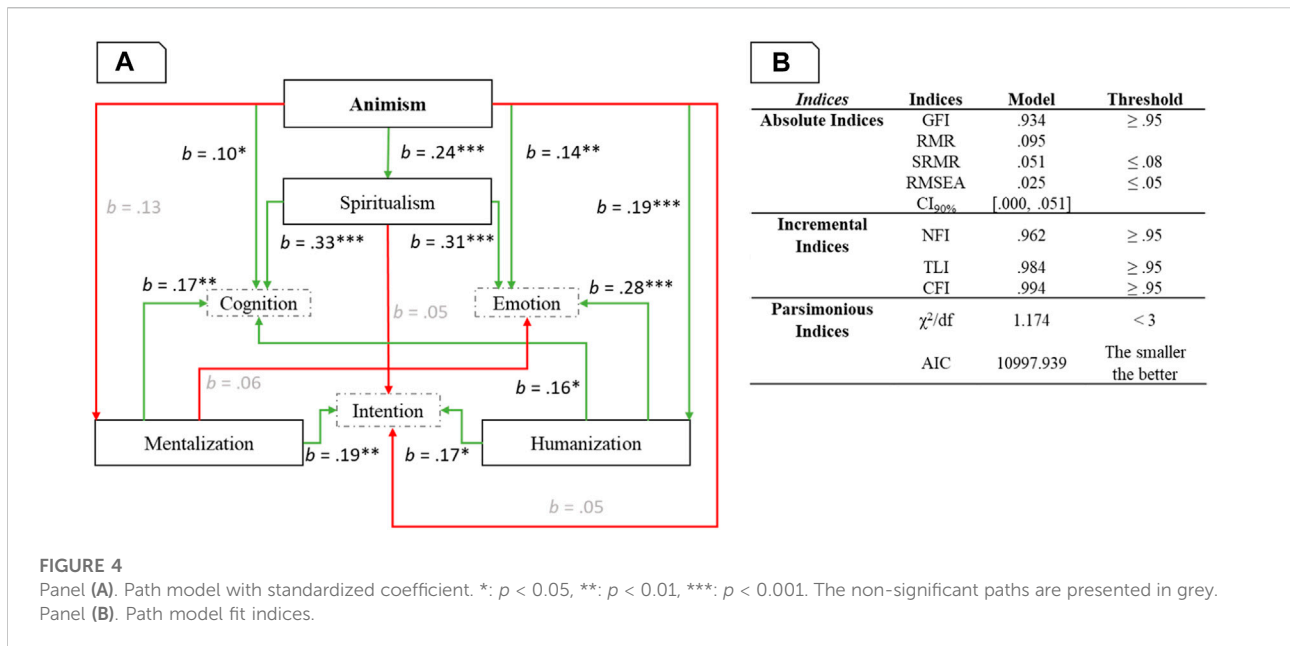 A
Animism
b = .10*
b = .24***
b = .14**
b = .13
Spiritualism
b = .19***
b = .33***
b = .31***
b = .17**
Cognition
Emotion
b = .28***
b = .05
b = .06
b = .16*
Intention
Mentalization
Humanization
b = .19**
b = .17*
b = .05
B
Indices Indices Model Threshold
Absolute Indices GFI .934 ≥ .95
RMR .095
SRMR .051 ≤ .08
RMSEA .025 ≤ .05
CI90% [.000, .051]
Incremental Indices NFI .962 ≥ .95
TLI .984 ≥ .95
CFI .994 ≥ .95
Parsimonious Indices χ²/df 1.174 < 3
AIC 10997.939 The smaller the better
FIGURE 4
Panel (A). Path model with standardized coefficient. *: p < 0.05, **: p < 0.01, ***: p < 0.001. The non-significant paths are presented in grey.
Panel (B). Path model fit indices.